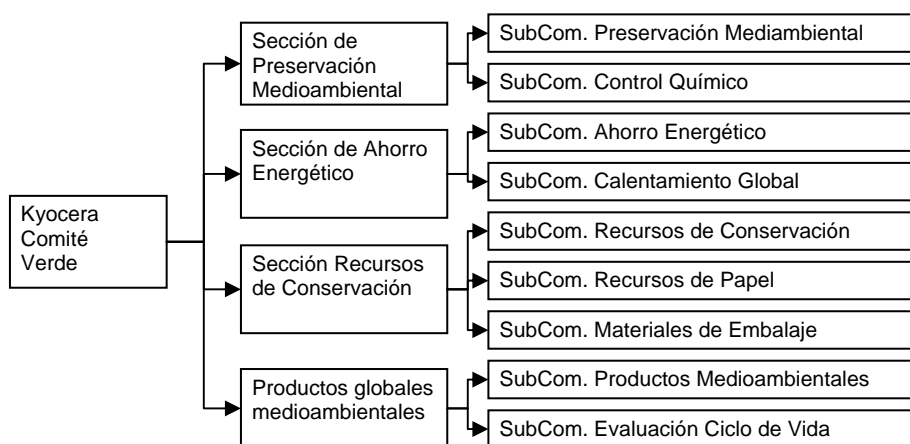 Kyocera
Comité
Verde
Sección de
Preservación
Medioambiental
SubCom. Preservación Mediambiental
SubCom. Control Químico
Sección de Ahorro
Energético
SubCom. Ahorro Energético
SubCom. Calentamiento Global
Sección Recursos
de Conservación
SubCom. Recursos de Conservación
SubCom. Recursos de Papel
SubCom. Materiales de Embalaje
Productos globales
medioambientales
SubCom. Productos Medioambientales
SubCom. Evaluación Ciclo de Vida